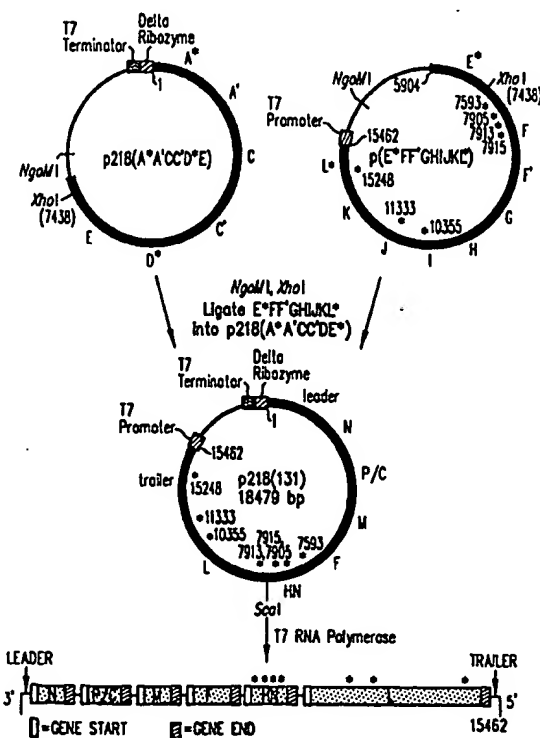 T7
Terminator
Delta
Ribozyme
A*
1
A'
p218(A*A'CC'D*E)
C
NgoMI
XhoI
(7438)
C'
E
D*
E*
NgoMI
5904
XhoI
(7438)
T7
Promoter
7593
7905
7913
7915
F
15462
L*
p(E*FF'GHIJKL*)
F'
15248
K
11333
10355
G
J
I
H
NgoMI, XhoI
Ligate E*FF'GHIJKL*
into p218(A*A'CC'DE*)
T7
Terminator
Delta
Ribozyme
leader
1
T7
Promoter
N
15462
trailer
15248
p218(131)
18479 bp
P/C
11333
10355
7915,
7913,7905
7593
M
L
F
HN
ScaI
T7 RNA Polymerase
LEADER
TRAILER
3'
N
P/C
M
F
HN
L
5'
=GENE START
=GENE END
15462